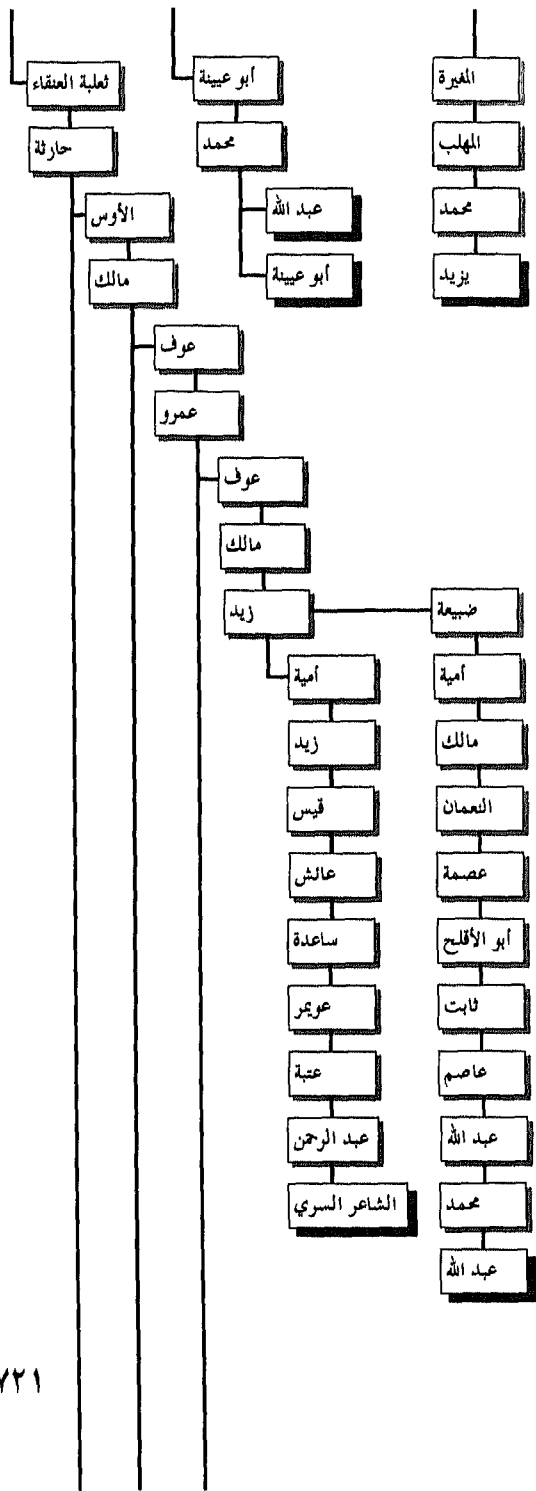 المغيرة
المهلب
محمد
يزيد
أبو عيينة
محمد
عبد الله
أبو عيينة
ثعلبة العنقاء
حارثة
الأوس
مالك
عوف
عمرو
عوف
مالك
زيد
ضبيعة
أمية
مالك
النعمان
عصمة
أبو الأقلح
ثابت
عاصم
عبد الله
محمد
عبد الله
أمية
زيد
قيس
عائش
ساعدة
عويمر
عتبة
عبد الرحمن
الشاعر السري
٧٢١